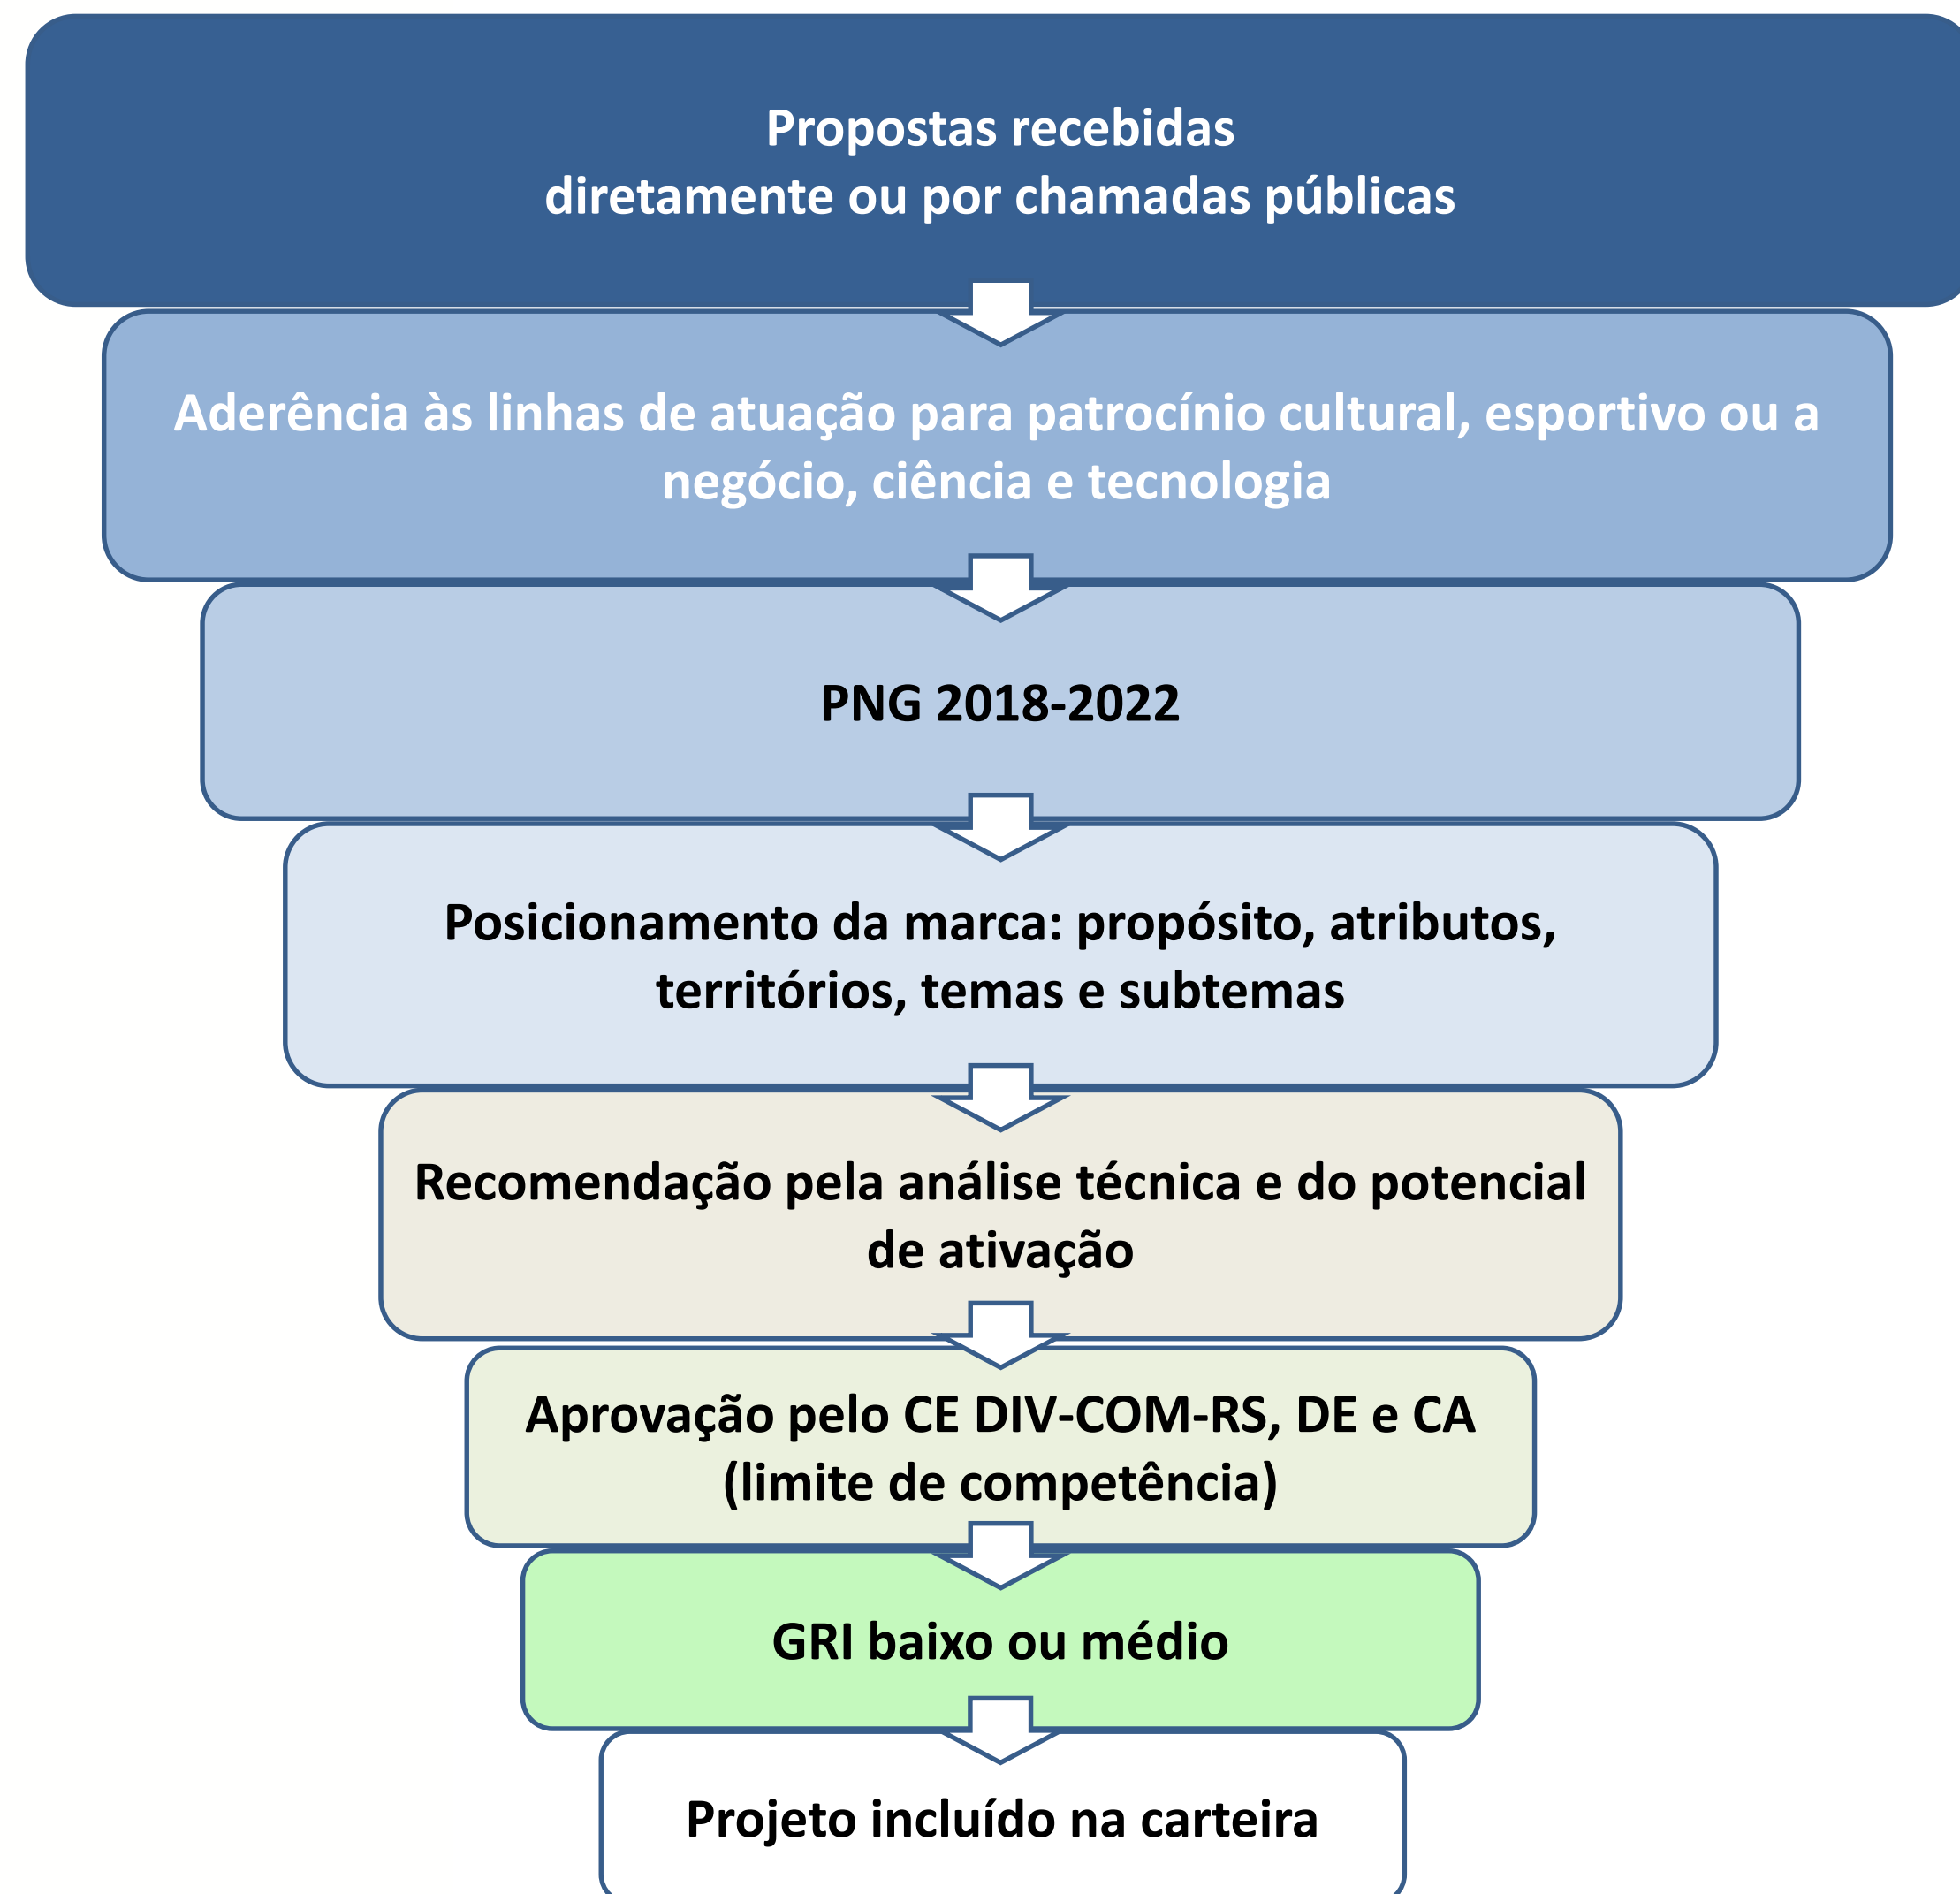 Propostas recebidas
diretamente ou por chamadas públicas
Aderência às linhas de atuação para patrocínio cultural, esportivo ou a
negócio, ciência e tecnologia
PNG 2018-2022
Posicionamento da marca: propósito, atributos,
territórios, temas e subtemas
Recomendação pela análise técnica e do potencial
de ativação
Aprovação pelo CE DIV-COM-RS, DE e CA
(limite de competência)
GRI baixo ou médio
Projeto incluído na carteira